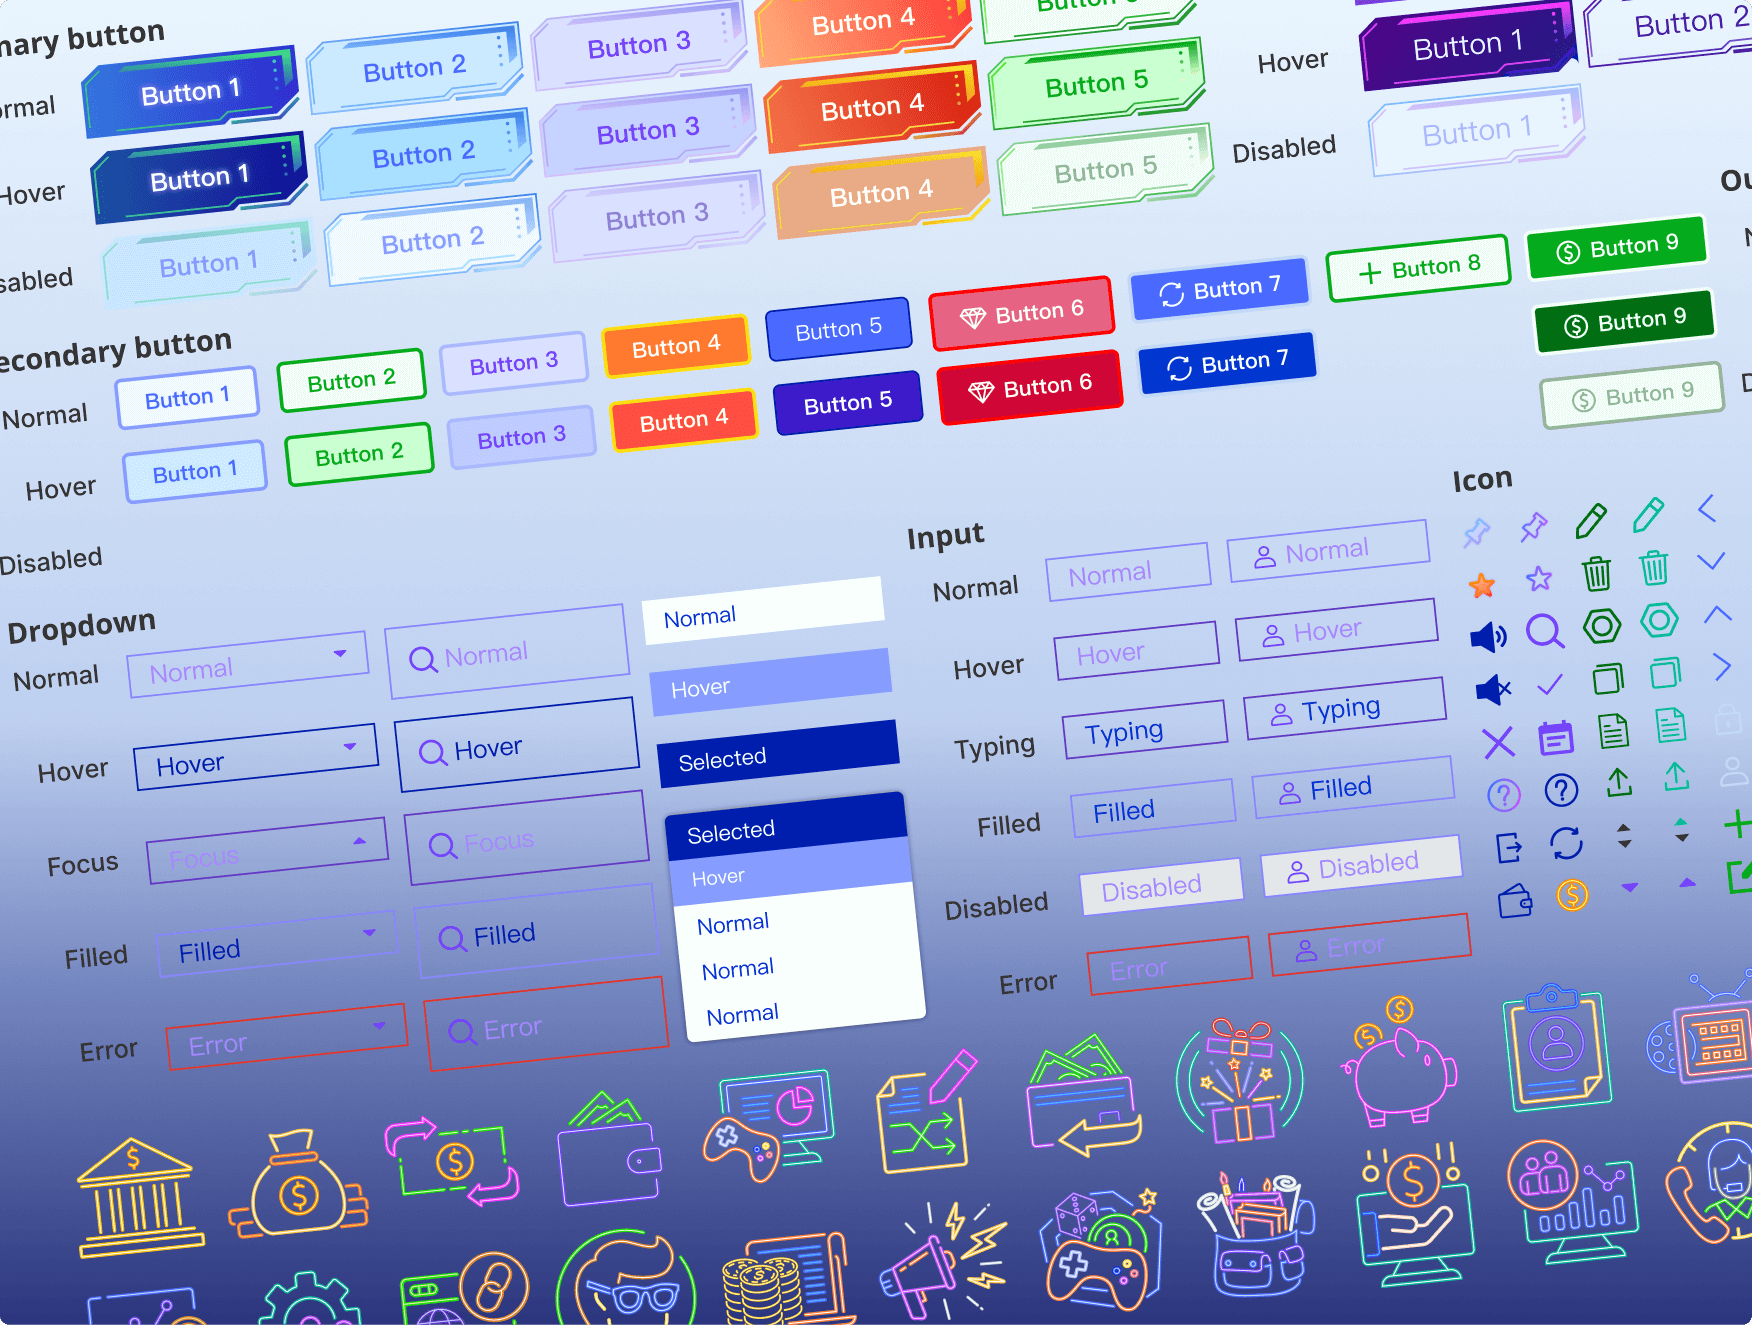 nary button
ormal
Button 1
Button 2
Button 3
Button 4
Hover
Button 1
Button 2
Hover
Button 1
Button 2
Button 3
Button 4
Button 5
Disabled
Button 1
sabled
Button 1
Button 2
Button 3
Button 4
Button 5
econdary button
Normal
Button 1
Button 2
Button 3
Button 4
Button 5
Button 6
Button 7
Button 8
Button 9
Hover
Button 1
Button 2
Button 3
Button 4
Button 5
Button 6
Button 7
Button 9
Disabled
Button 9
Dropdown
Normal
Normal
Normal
Hover
Hover
Hover
Focus
Focus
Focus
Filled
Filled
Filled
Error
Error
Error
Normal
Hover
Selected
Selected
Hover
Normal
Normal
Normal
Input
Normal
Normal
Normal
Hover
Hover
Hover
Typing
Typing
Typing
Filled
Filled
Filled
Disabled
Disabled
Disabled
Error
Error
Error
Icon